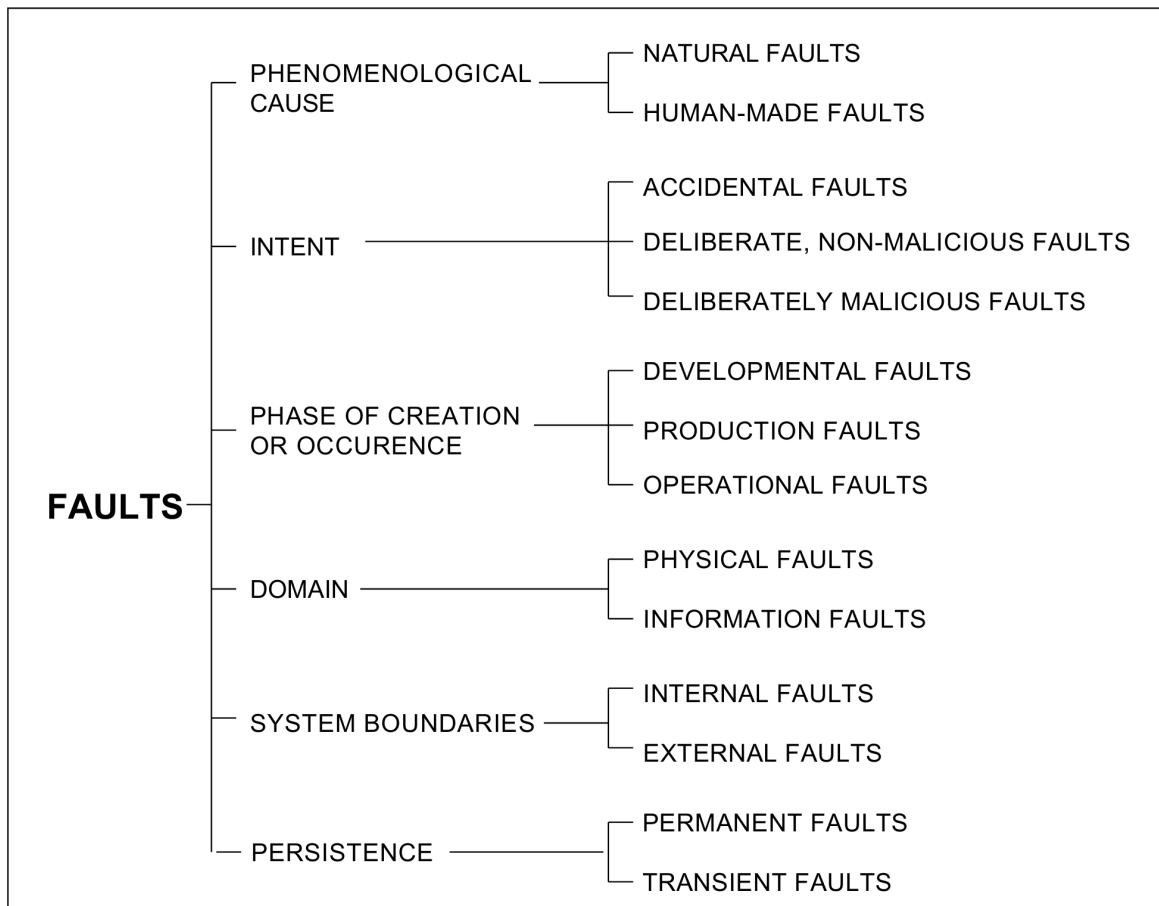 PHENOMENOLOGICAL
CAUSE
NATURAL FAULTS
HUMAN-MADE FAULTS
INTENT
ACCIDENTAL FAULTS
DELIBERATE, NON-MALICIOUS FAULTS
DELIBERATELY MALICIOUS FAULTS
PHASE OF CREATION
OR OCCURENCE
DEVELOPMENTAL FAULTS
PRODUCTION FAULTS
OPERATIONAL FAULTS
FAULTS
DOMAIN
PHYSICAL FAULTS
INFORMATION FAULTS
SYSTEM BOUNDARIES
INTERNAL FAULTS
EXTERNAL FAULTS
PERSISTENCE
PERMANENT FAULTS
TRANSIENT FAULTS